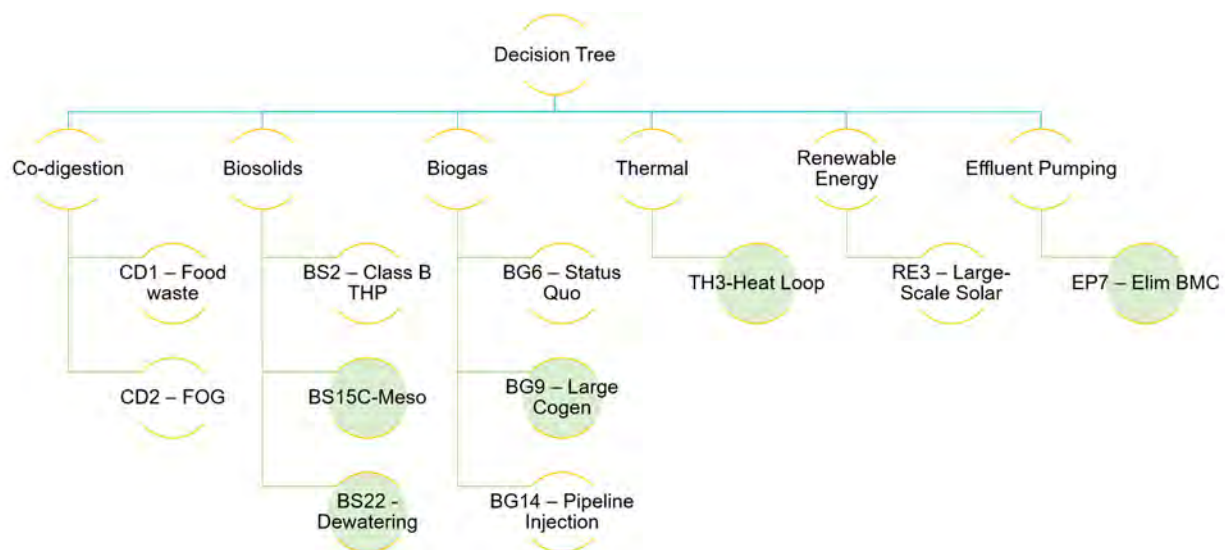 Decision Tree
Co-digestion
Biosolids
Biogas
Thermal
Renewable
Energy
Effluent Pumping
CD1 – Food
waste
BS2 – Class B
THP
BG6 – Status
Quo
TH3-Heat Loop
RE3 – Large-
Scale Solar
EP7 – Elim BMC
CD2 – FOG
BS15C-Meso
BG9 – Large
Cogen
BS22 -
Dewatering
BG14 – Pipeline
Injection